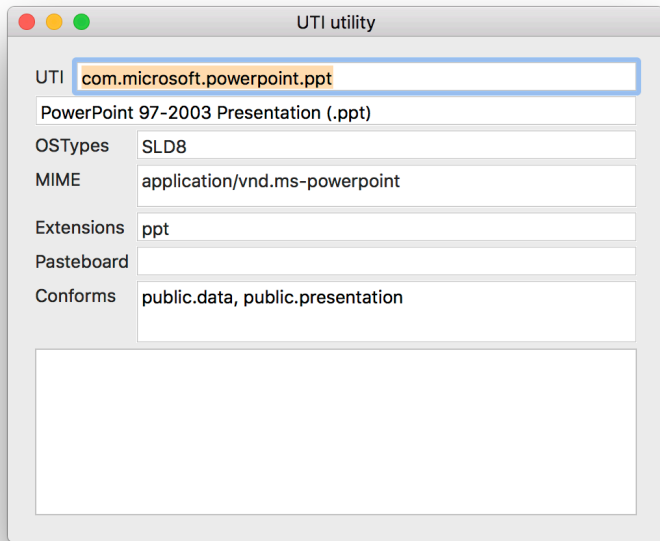 UTI utility
UTI com.microsoft.powerpoint.ppt
PowerPoint 97-2003 Presentation (.ppt)
OSTypes SLD8
MIME application/vnd.ms-powerpoint
Extensions ppt
Pasteboard
Conforms public.data, public.presentation